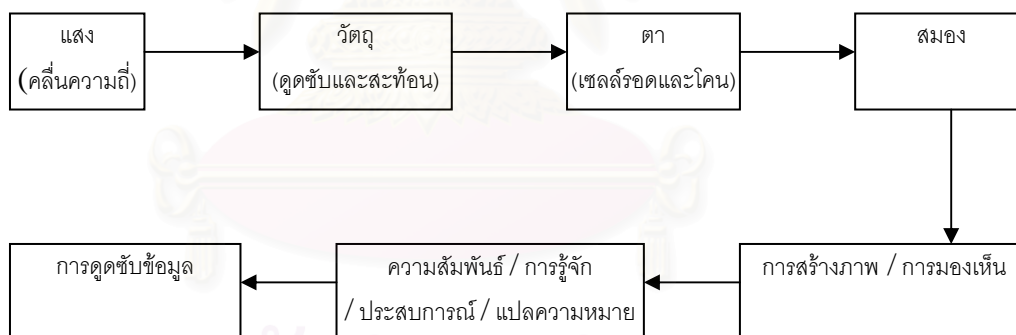 แสง
(คลื่นความถี่)
วัตถุ
(ดูดซับและสะท้อน)
ตา
(เซลล์รอดและโคน)
สมอง
การสร้างภาพ / การมองเห็น
ความสัมพันธ์ / การรู้จัก
/ ประสบการณ์ / แปลความหมาย
การดูดซับข้อมูล